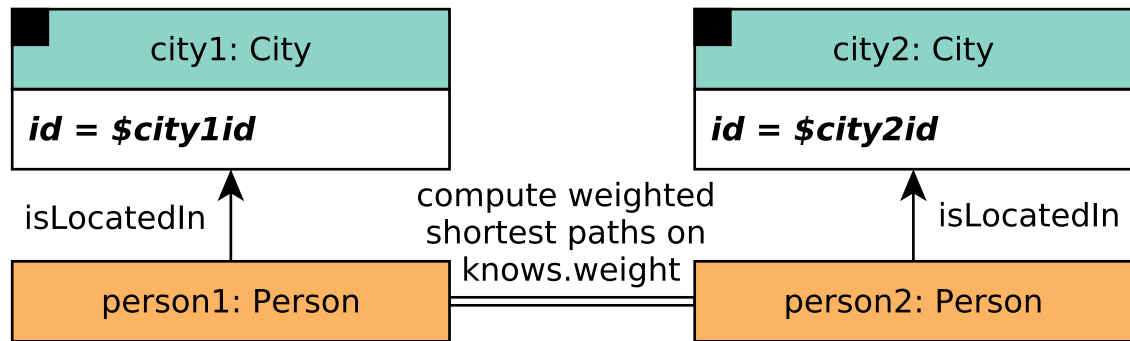 city1: City
city2: City
id = $city1id
id = $city2id
isLocatedIn
compute weighted
shortest paths on
knows.weight
isLocatedIn
person1: Person
person2: Person